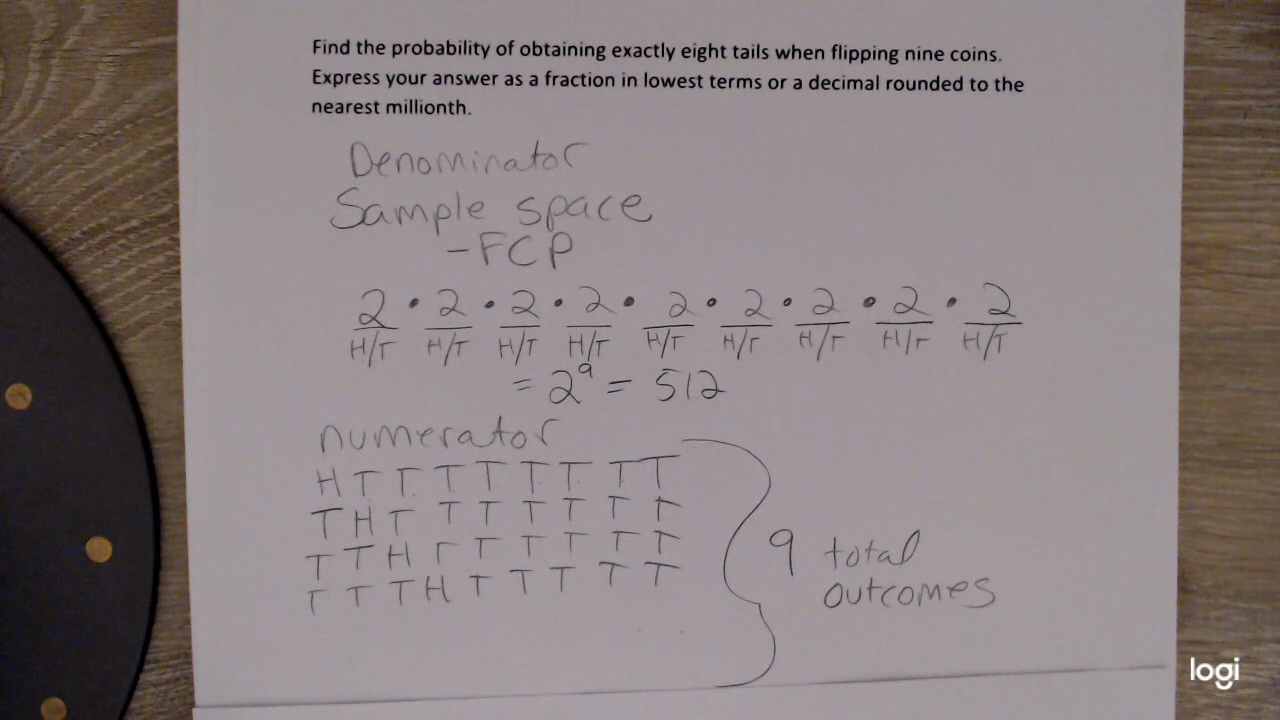 Find the probability of obtaining exactly eight tails when flipping nine coins.
Express your answer as a fraction in lowest terms or a decimal rounded to the
nearest millionth.
Denominator
Sample space
-FCP
2 • 2 • 2 • 2 • 2 • 2 • 2 • 2 • 2
H/T H/T H/T H/T H/T H/T H/T H/T H/T
= 2⁹ = 512
numerator
H T T T T T T T T
T H T T T T T T T
T T H T T T T T T
T T T H T T T T T
9 total
outcomes
logi